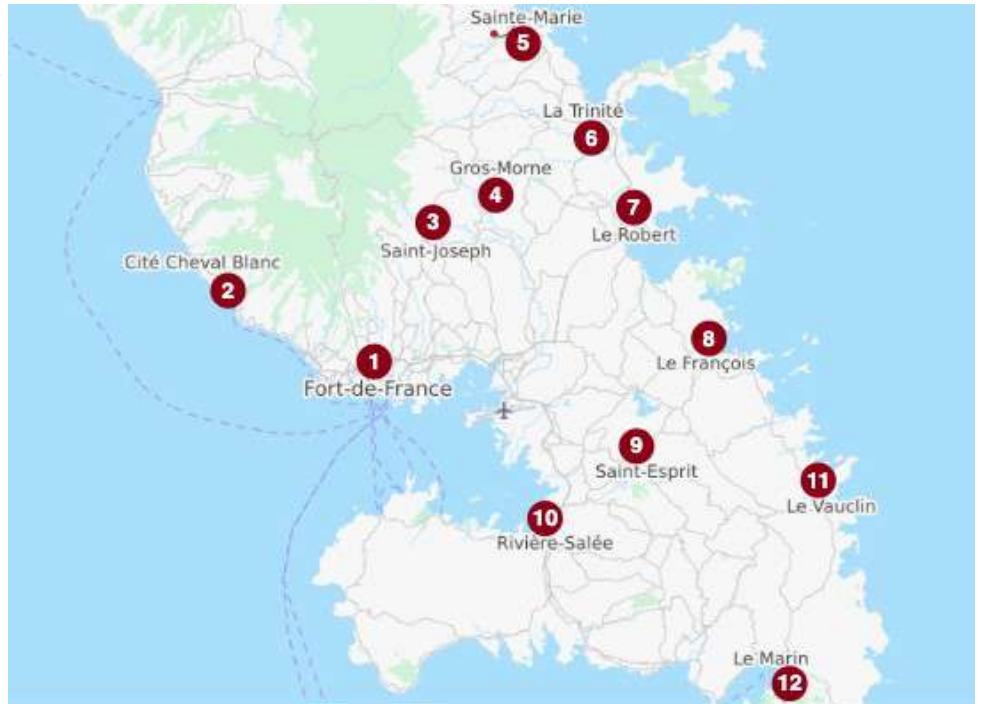 Sainte-Marie
5
La Trinité
6
Gros-Morne
4
3
Saint-Joseph
7
Le Robert
Cité Cheval Blanc
2
1
Fort-de-France
8
Le François
9
Saint-Esprit
11
Le Vauclin
10
Rivière-Salée
Le Marin
12